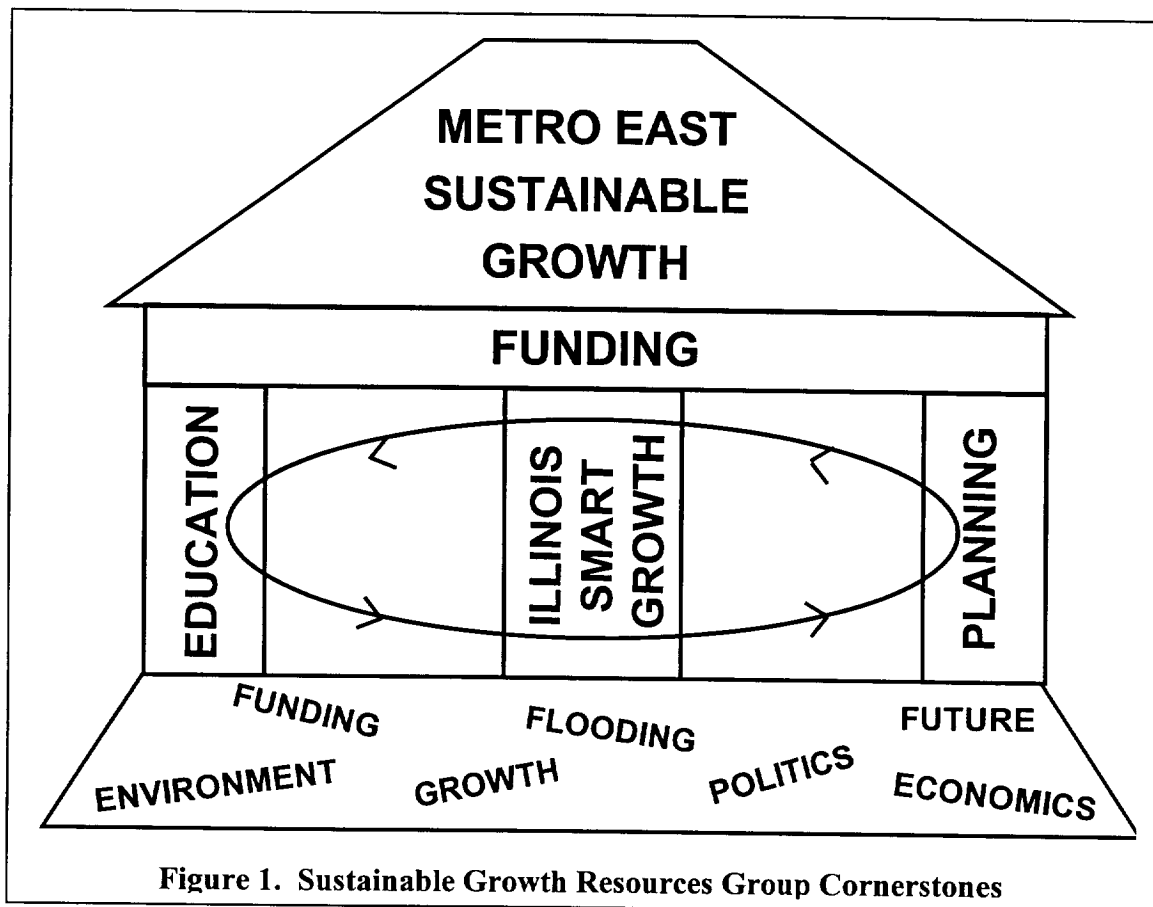 METRO EAST
SUSTAINABLE
GROWTH
FUNDING
EDUCATION
ILLINOIS
SMART
GROWTH
PLANNING
FUNDING
FLOODING
FUTURE
ENVIRONMENT
GROWTH
POLITICS
ECONOMICS
Figure 1. Sustainable Growth Resources Group Cornerstones